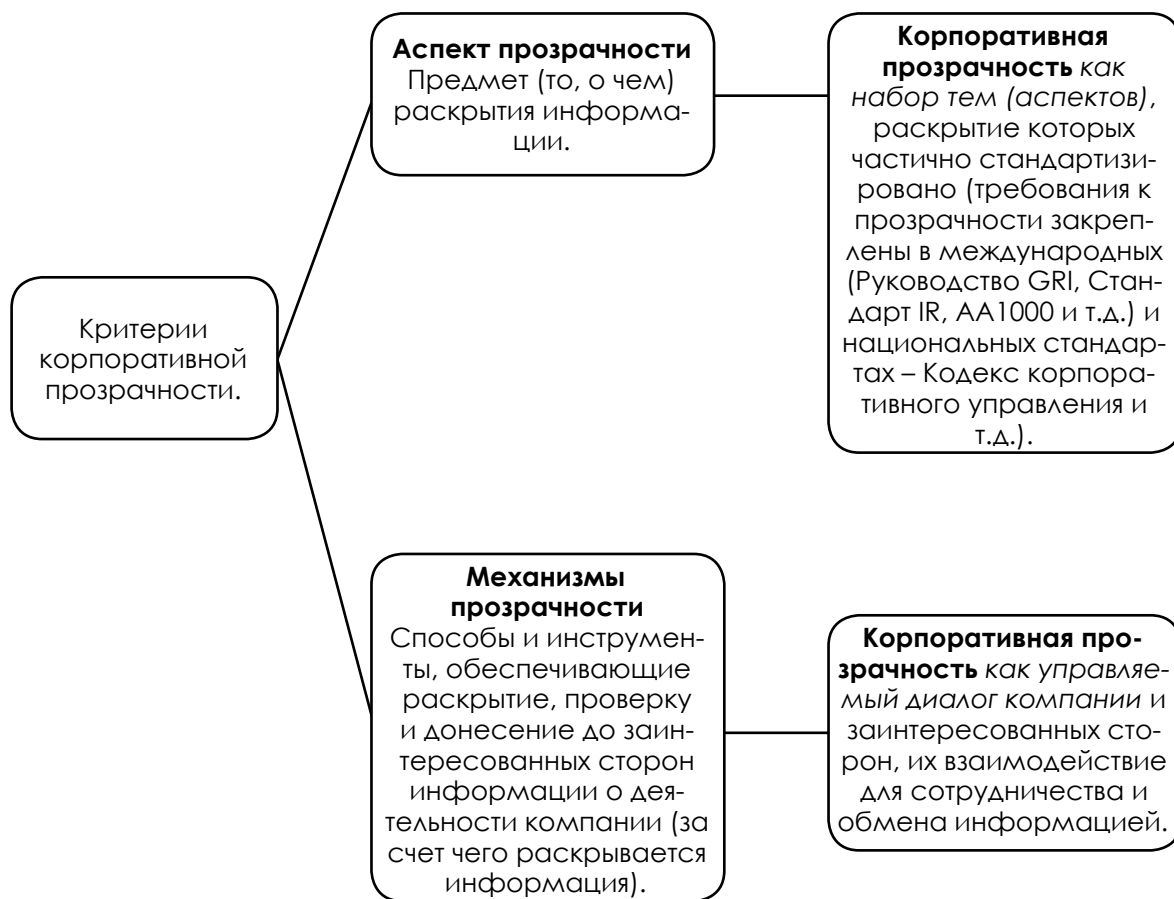 Критерии
корпоративной
прозрачности.
Аспект прозрачности
Предмет (то, о чем)
раскрытия информа-
ции.
Корпоративная
прозрачность как
набор тем (аспектов),
раскрытие которых
частично стандартизи-
ровано (требования к
прозрачности закреп-
лены в международных
(Руководство GRI, Стан-
дарт IR, AA1000 и т.д.) и
национальных стандар-
тах – Кодекс корпора-
тивного управления и
т.д.).
Механизмы
прозрачности
Способы и инструмен-
ты, обеспечивающие
раскрытие, проверку
и донесение до заин-
тересованных сторон
информации о дея-
тельности компании (за
счет чего раскрывается
информация).
Корпоративная про-
зрачность как управляе-
мый диалог компании и
заинтересованных сто-
рон, их взаимодействие
для сотрудничества и
обмена информацией.